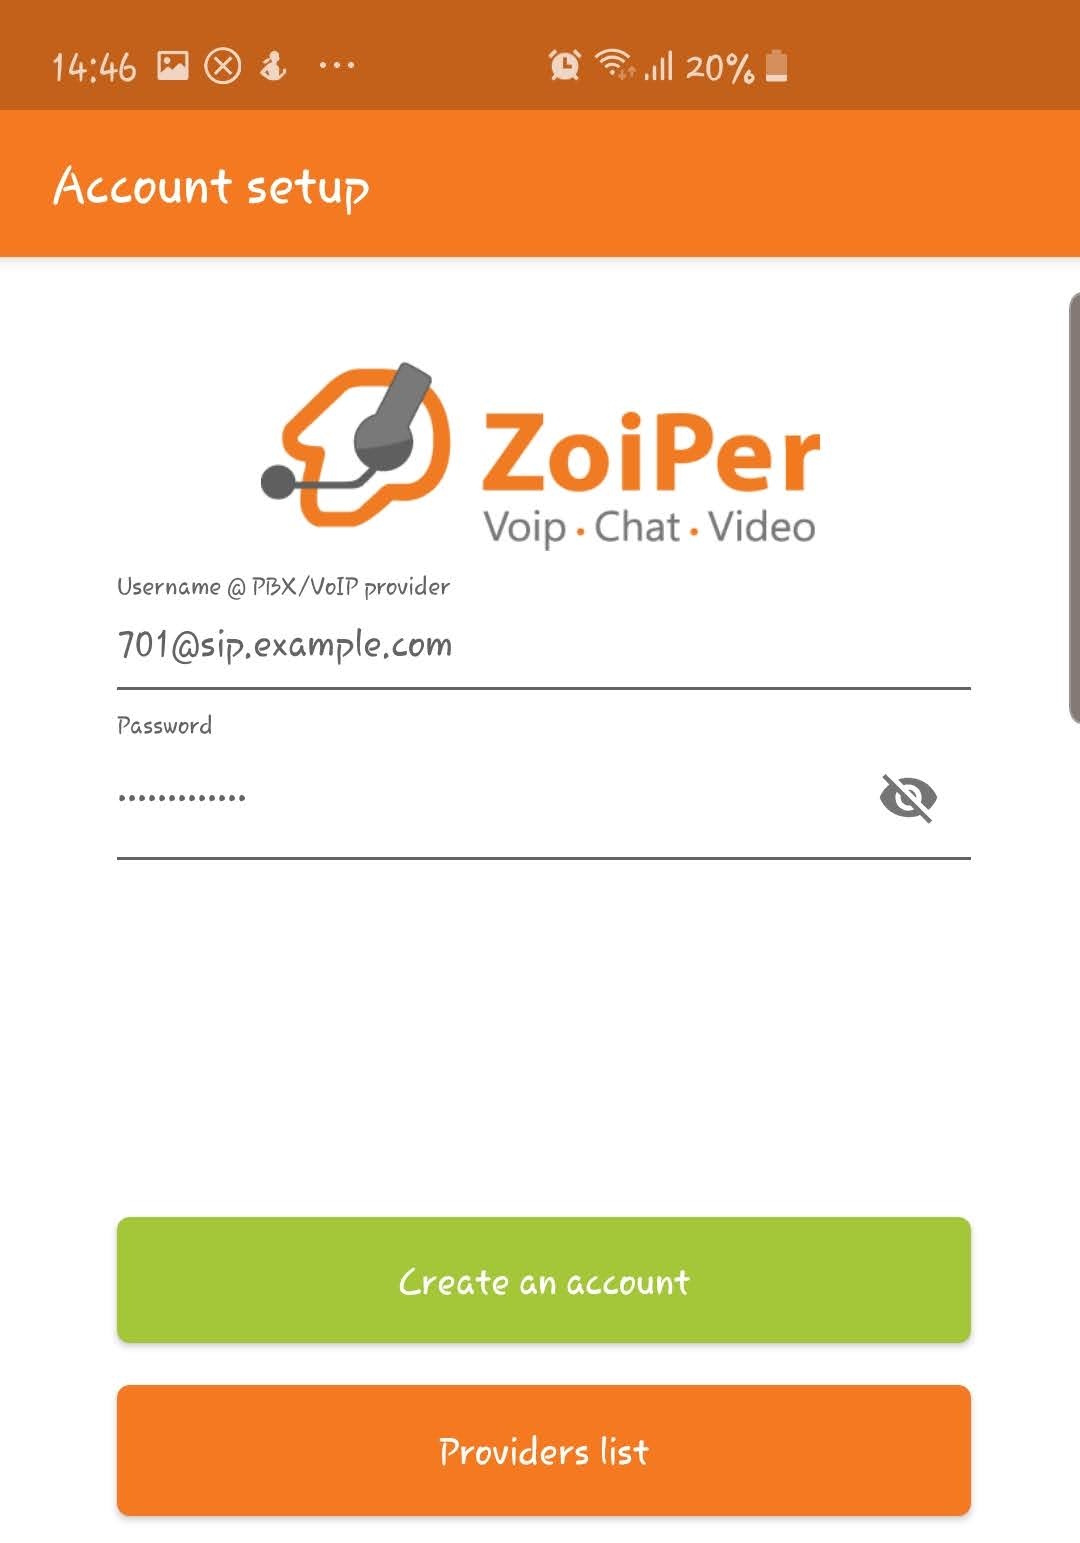 14:46 20%
Account setup
ZoiPer
Voip · Chat · Video
Username @ PBX/VoIP provider
701@sip.example.com
Password
•••••••••••••
Create an account
Providers list